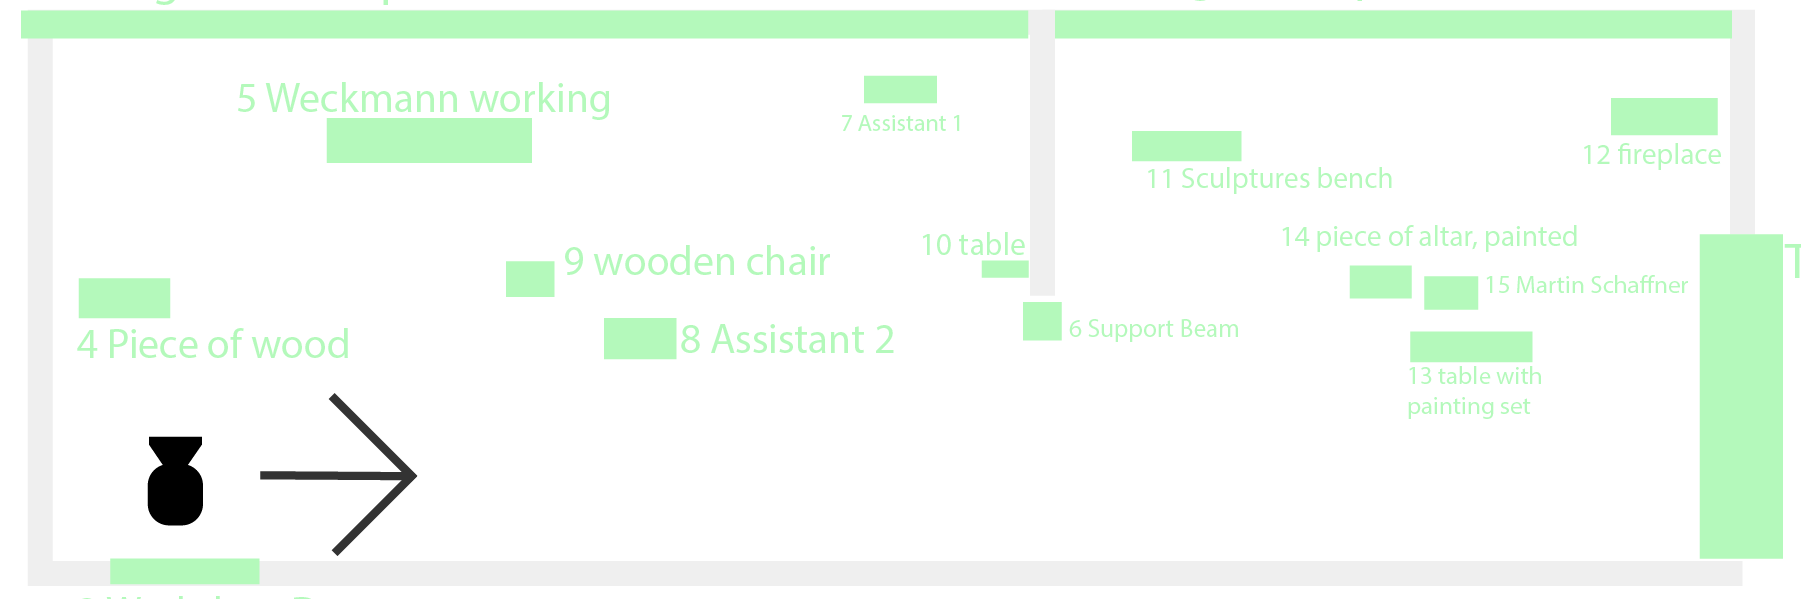 5 Weckmann working
7 Assistant 1
12 fireplace
11 Sculptures bench
14 piece of altar, painted
10 table
9 wooden chair
15 Martin Schaffner
6 Support Beam
4 Piece of wood
8 Assistant 2
13 table with
painting set